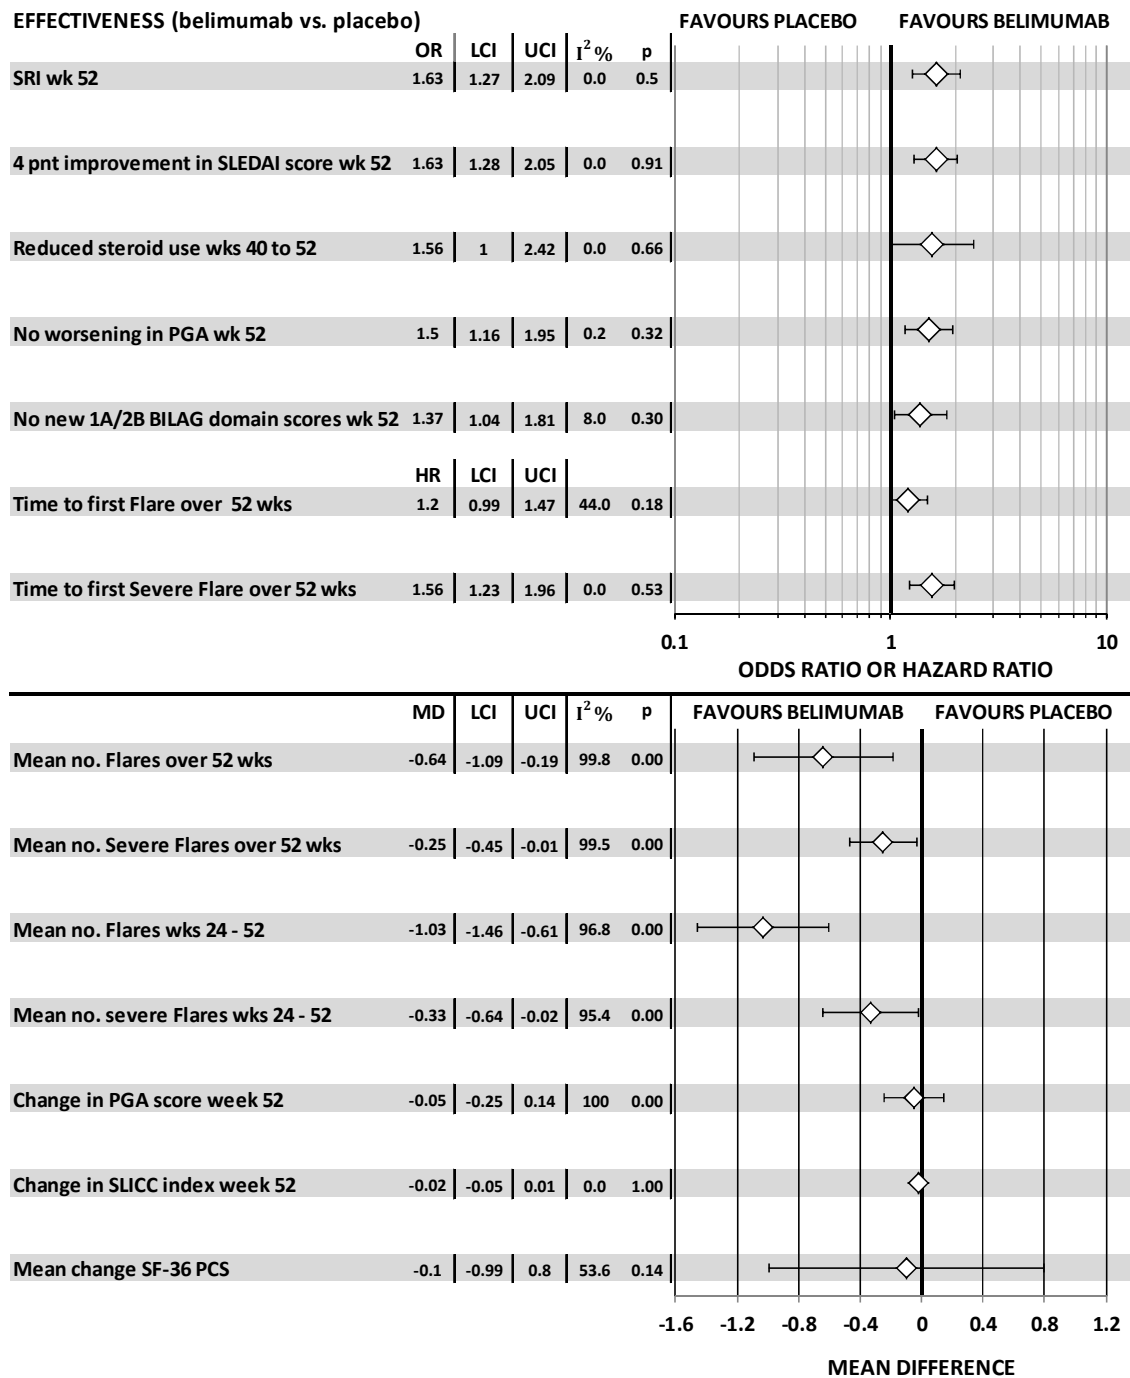 EFFECTIVENESS (belimumab vs. placebo) FAVOURS PLACEBO FAVOURS BELIMUMAB
OR LCI UCI I² % p
SRI wk 52 1.63 1.27 2.09 0.0 0.5
4 pnt improvement in SLEDAI score wk 52 1.63 1.28 2.05 0.0 0.91
Reduced steroid use wks 40 to 52 1.56 1 2.42 0.0 0.66
No worsening in PGA wk 52 1.5 1.16 1.95 0.2 0.32
No new 1A/2B BILAG domain scores wk 52 1.37 1.04 1.81 8.0 0.30
HR LCI UCI
Time to first Flare over 52 wks 1.2 0.99 1.47 44.0 0.18
Time to first Severe Flare over 52 wks 1.56 1.23 1.96 0.0 0.53
0.1 1 10
ODDS RATIO OR HAZARD RATIO
MD LCI UCI I² % p FAVOURS BELIMUMAB FAVOURS PLACEBO
Mean no. Flares over 52 wks -0.64 -1.09 -0.19 99.8 0.00
Mean no. Severe Flares over 52 wks -0.25 -0.45 -0.01 99.5 0.00
Mean no. Flares wks 24 - 52 -1.03 -1.46 -0.61 96.8 0.00
Mean no. severe Flares wks 24 - 52 -0.33 -0.64 -0.02 95.4 0.00
Change in PGA score week 52 -0.05 -0.25 0.14 100 0.00
Change in SLICC index week 52 -0.02 -0.05 0.01 0.0 1.00
Mean change SF-36 PCS -0.1 -0.99 0.8 53.6 0.14
-1.6 -1.2 -0.8 -0.4 0 0.4 0.8 1.2
MEAN DIFFERENCE